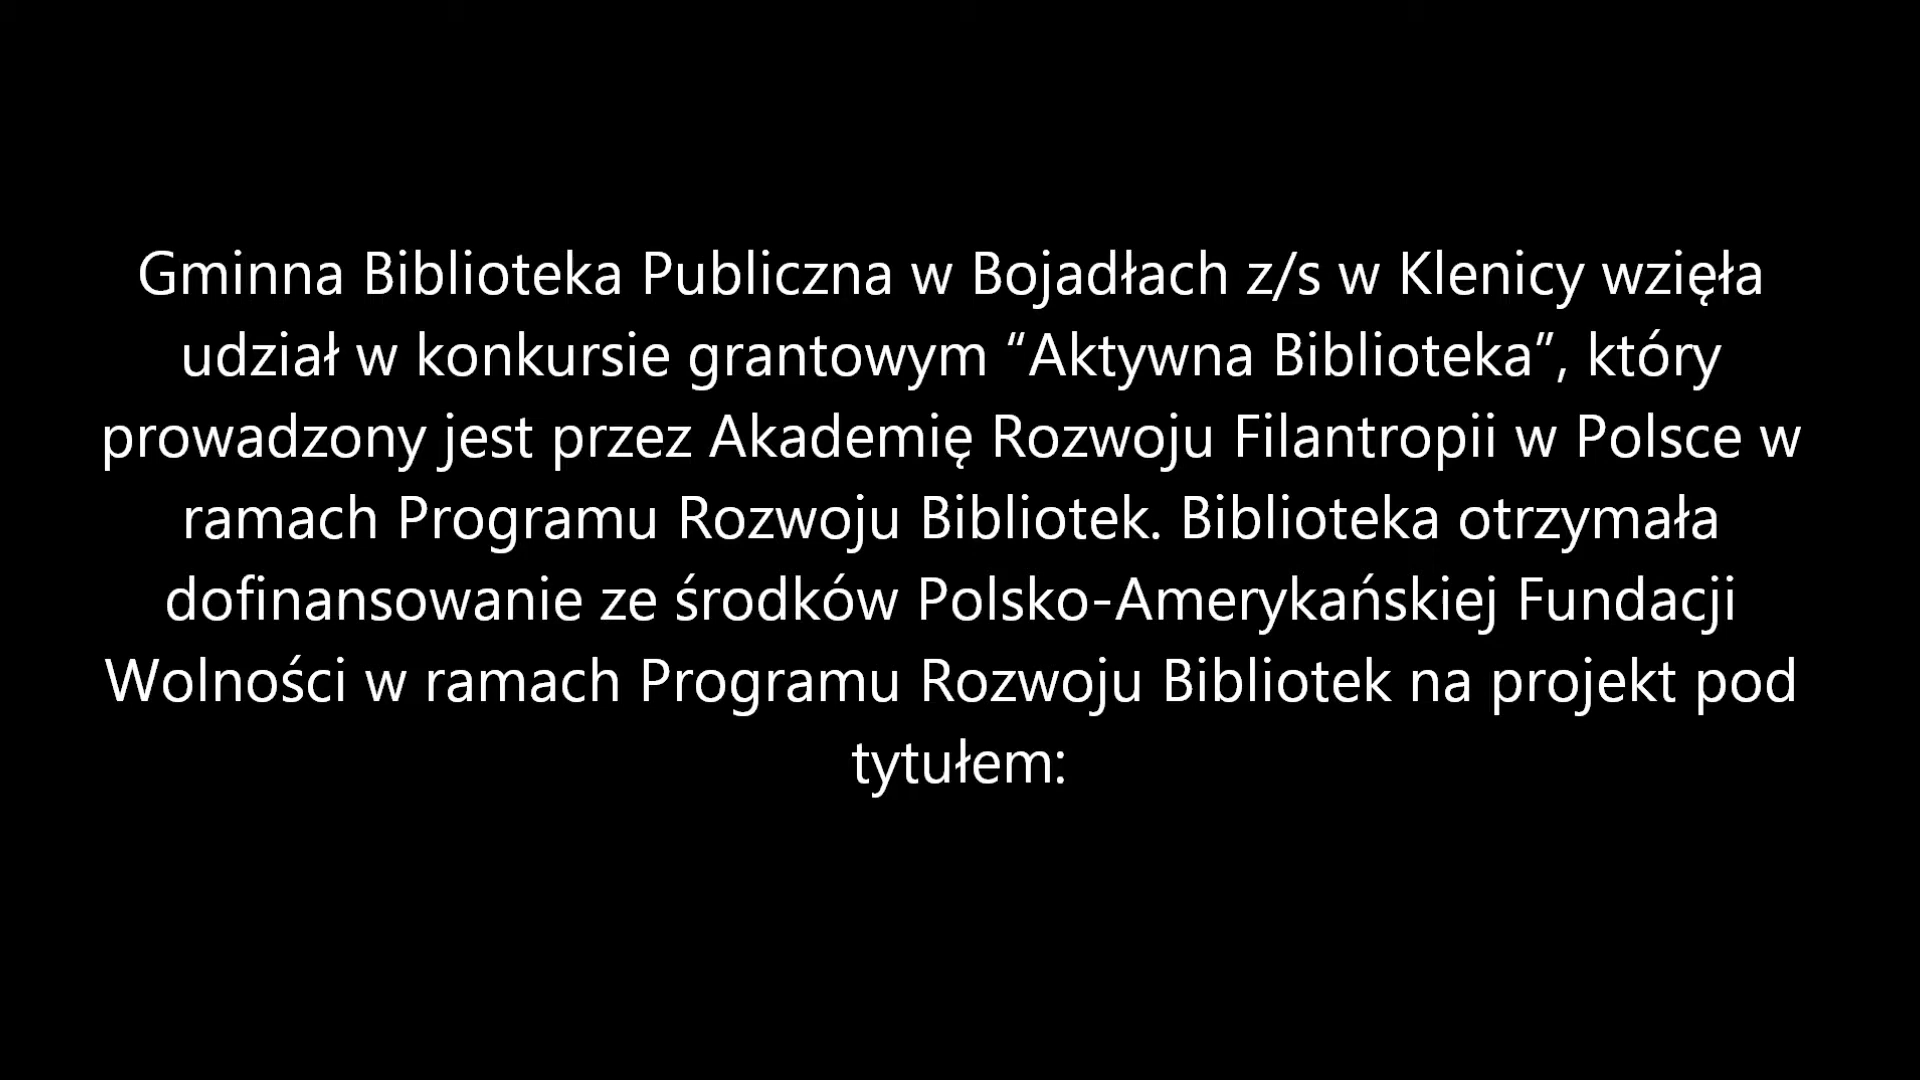 Gminna Biblioteka Publiczna w Bojadłach z/s w Klenicy wzięła
udział w konkursie grantowym “Aktywna Biblioteka”, który
prowadzony jest przez Akademię Rozwoju Filantropii w Polsce w
ramach Programu Rozwoju Bibliotek. Biblioteka otrzymała
dofinansowanie ze środków Polsko-Amerykańskiej Fundacji
Wolności w ramach Programu Rozwoju Bibliotek na projekt pod
tytułem: